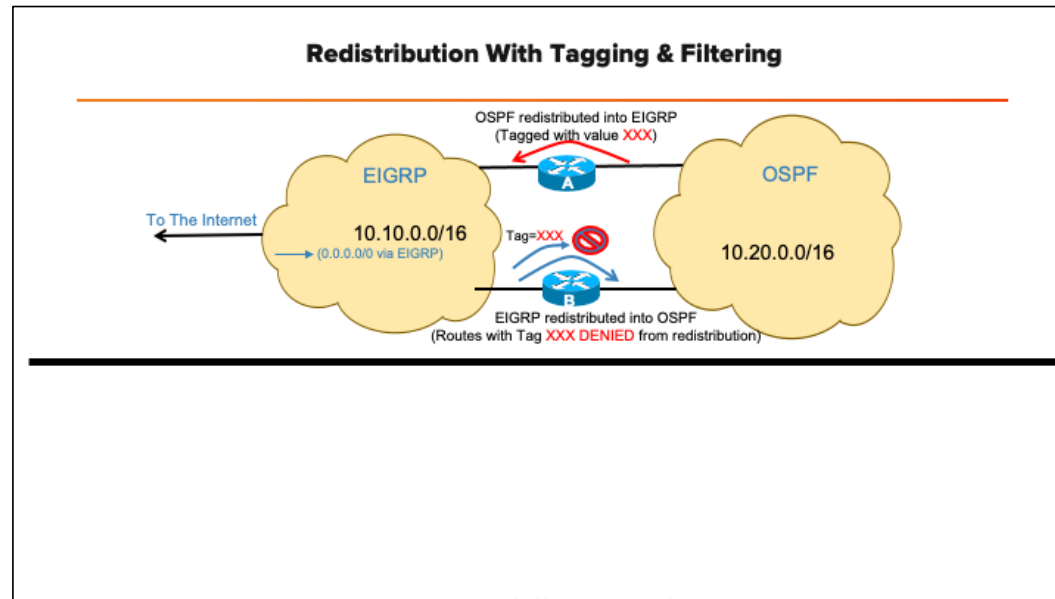 Redistribution With Tagging & Filtering
OSPF redistributed into EIGRP
(Tagged with value XXX)
EIGRP
A
OSPF
To The Internet
10.10.0.0/16
(0.0.0.0/0 via EIGRP)
Tag=XXX
10.20.0.0/16
B
EIGRP redistributed into OSPF
(Routes with Tag XXX DENIED from redistribution)